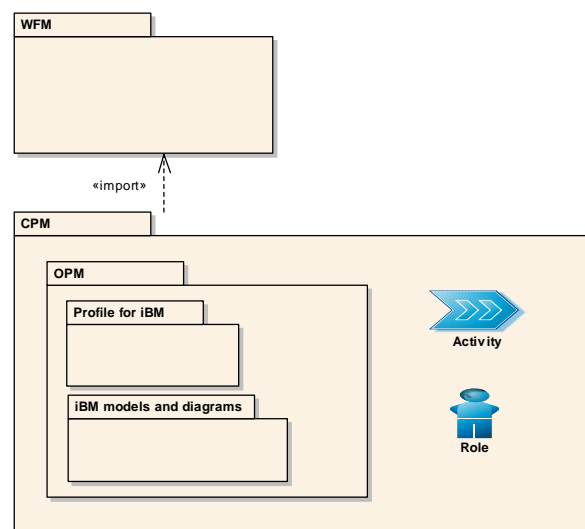 WFM
«import»
CPM
OPM
Profile for iBM
iBM models and diagrams
Activity
Role